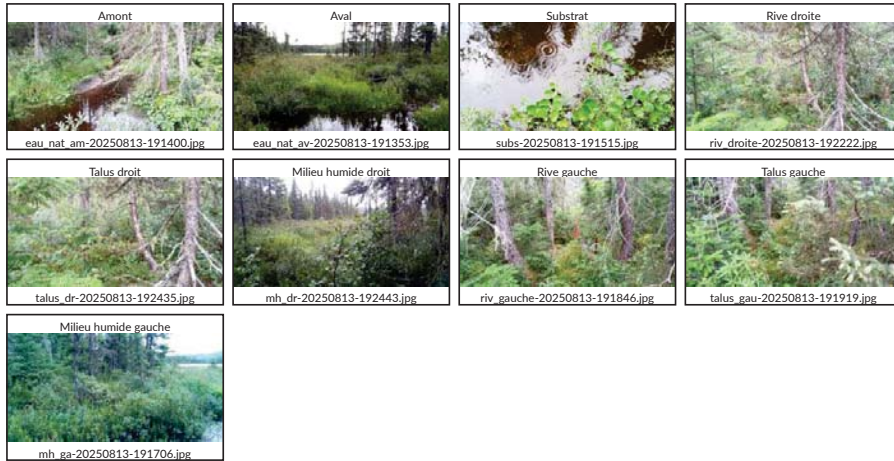 Amont
Aval
Substrat
Rive droite
eau_nat_am-20250813-191400.jpg
eau_nat_av-20250813-191353.jpg
subs-20250813-191515.jpg
riv_droite-20250813-192222.jpg
Talus droit
Milieu humide droit
Rive gauche
Talus gauche
talus_dr-20250813-192435.jpg
mh_dr-20250813-192443.jpg
riv_gauche-20250813-191846.jpg
talus_gau-20250813-191919.jpg
Milieu humide gauche
mh_ga-20250813-191706.jpg